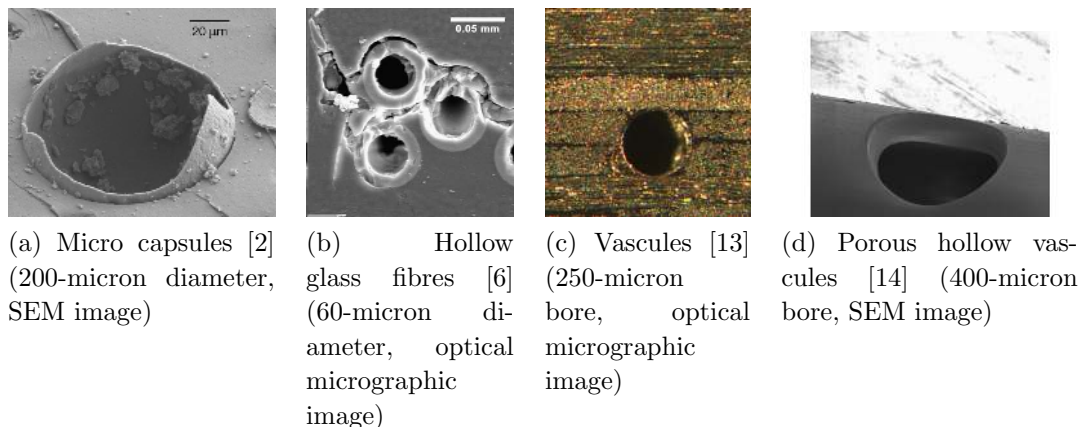 20 µm
0.05 mm
(a) Micro capsules [2]
(200-micron diameter,
SEM image)
(b) Hollow
glass fibres [6]
(60-micron di-
ameter, optical
micrographic
image)
(c) Vascules [13]
(250-micron
bore, optical
micrographic
image)
(d) Porous hollow vas-
cules [14] (400-micron
bore, SEM image)